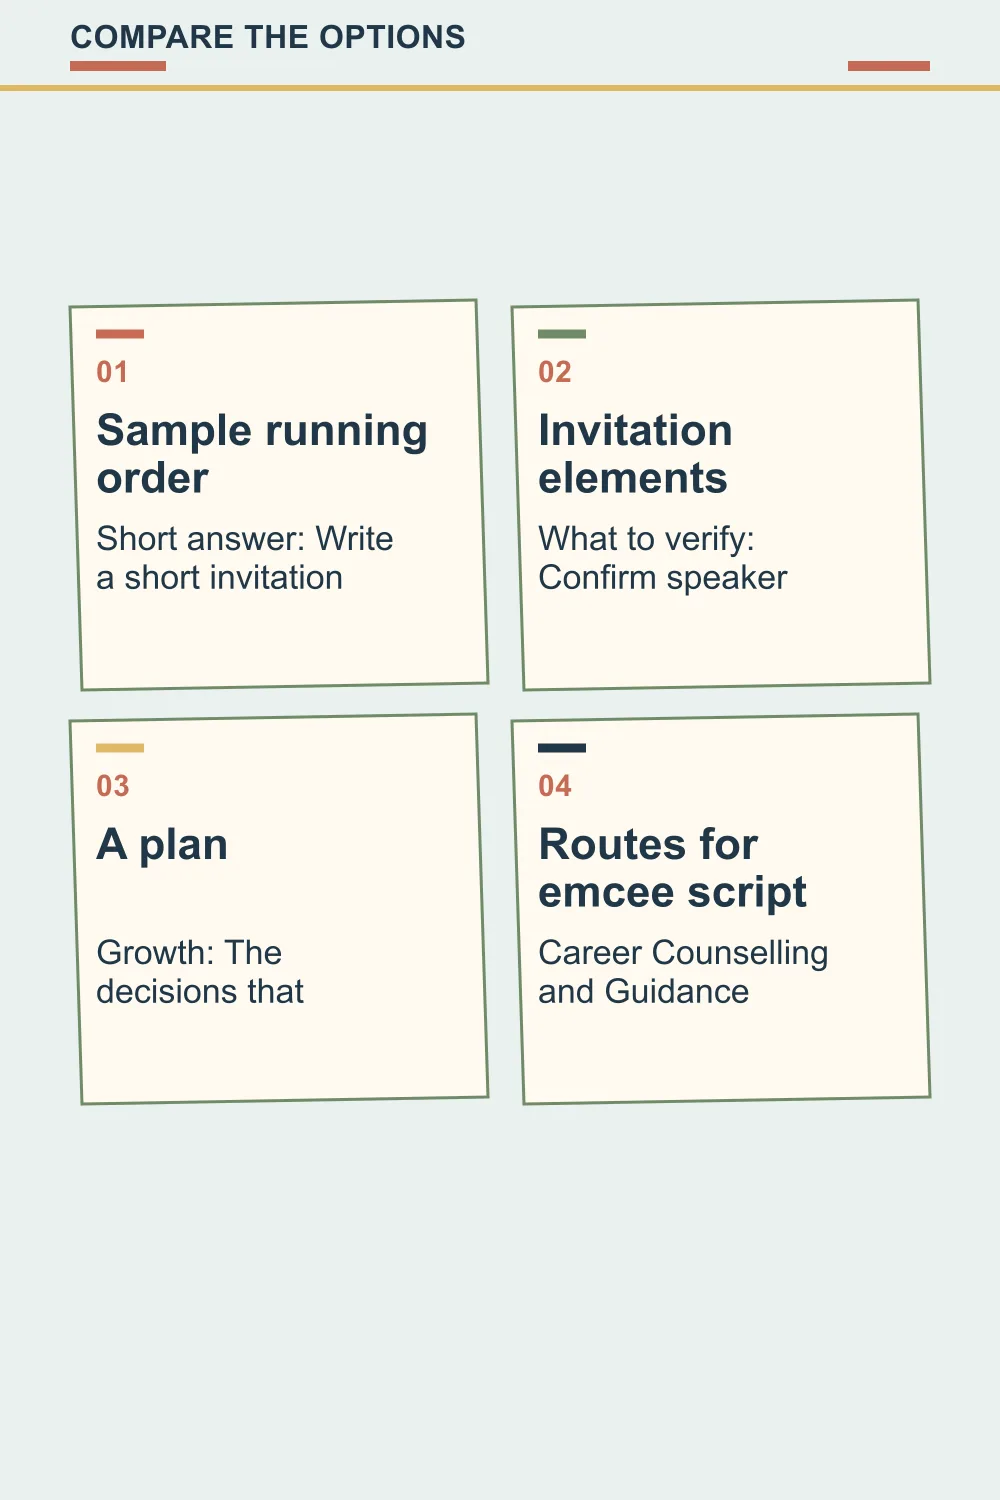 COMPARE THE OPTIONS
01
Sample running
order
Short answer: Write
a short invitation
02
Invitation
elements
What to verify:
Confirm speaker
03
A plan
Growth: The
decisions that
04
Routes for
emcee script
Career Counselling
and Guidance